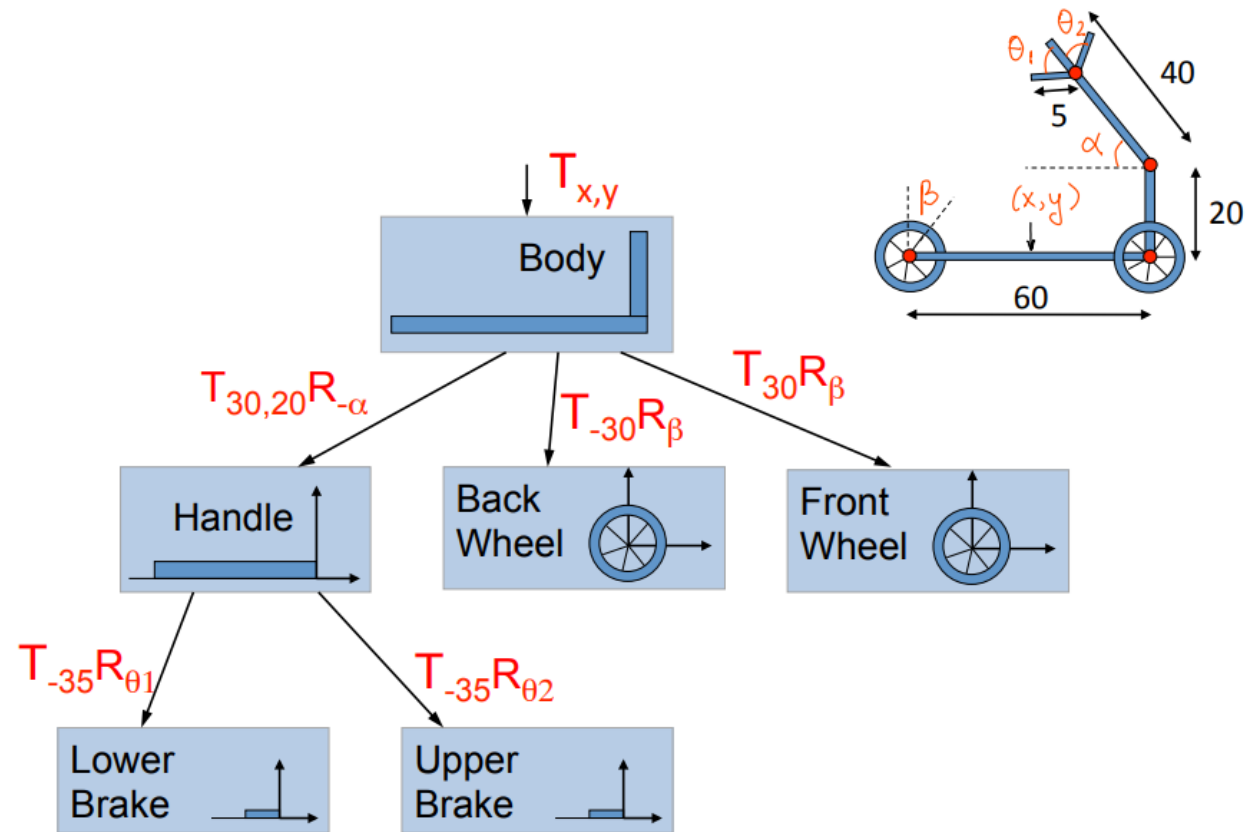 θ₁
θ₂
40
5
α
β
(x,y)
20
60
Tx,y
Body
T30,20R-α
T-30Rβ
T30Rβ
Handle
Back
Wheel
Front
Wheel
T-35Rθ1
T-35Rθ2
Lower
Brake
Upper
Brake